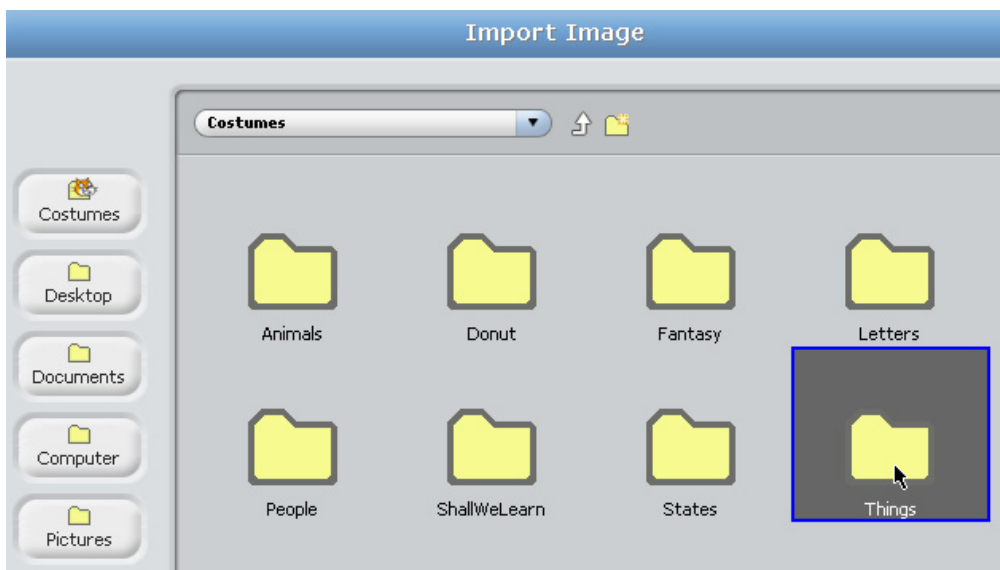 Import Image
Costumes
Costumes
Desktop
Documents
Computer
Pictures
Animals Donut Fantasy Letters
People ShallWeLearn States Things